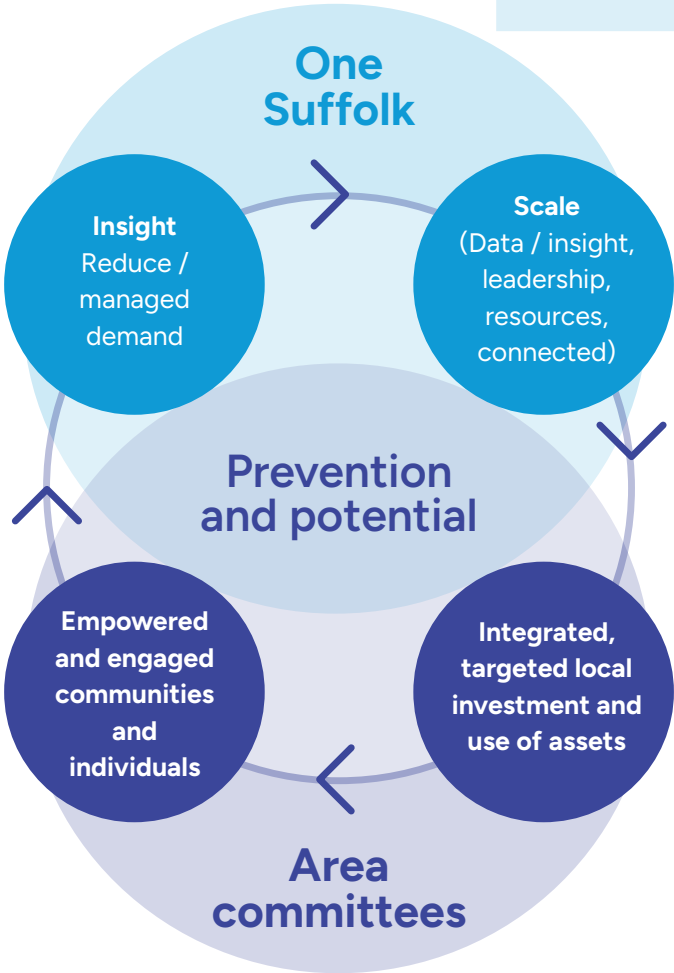 One
Suffolk
Insight
Reduce /
managed
demand
Scale
(Data / insight,
leadership,
resources,
connected)
Prevention
and potential
Empowered
and engaged
communities
and
individuals
Integrated,
targeted local
investment and
use of assets
Area
committees